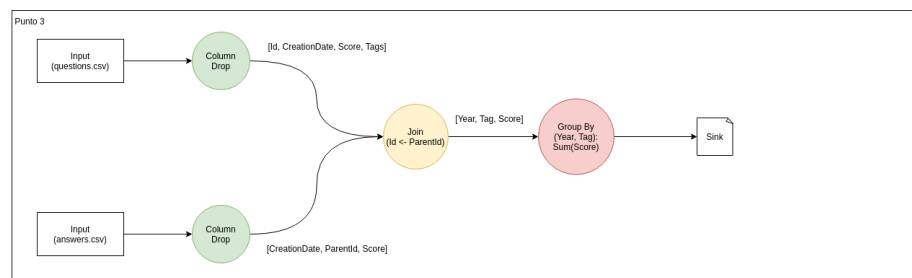 Punto 3
Input
(questions.csv)
Column
Drop
[Id, CreationDate, Score, Tags]
Join
(Id <- ParentId)
[Year, Tag, Score]
Group By
(Year, Tag):
Sum(Score)
Sink
Input
(answers.csv)
Column
Drop
[CreationDate, ParentId, Score]